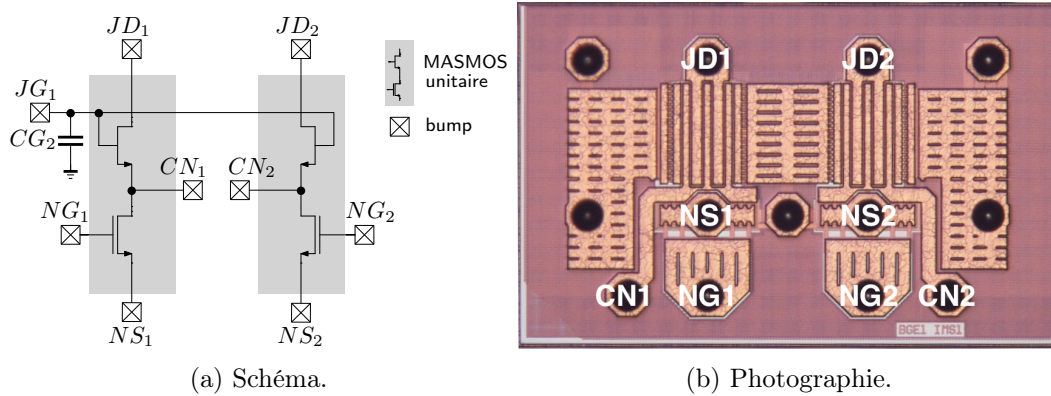 JD1 JD2
MASMOS
unitaire
JG1
bump
CG2
CN1 CN2
NG1 NG2
NS1 NS2
(a) Schéma.
JD1 JD2
NS1 NS2
CN1 NG1 NG2 CN2
BGE1 IMS1
(b) Photographie.